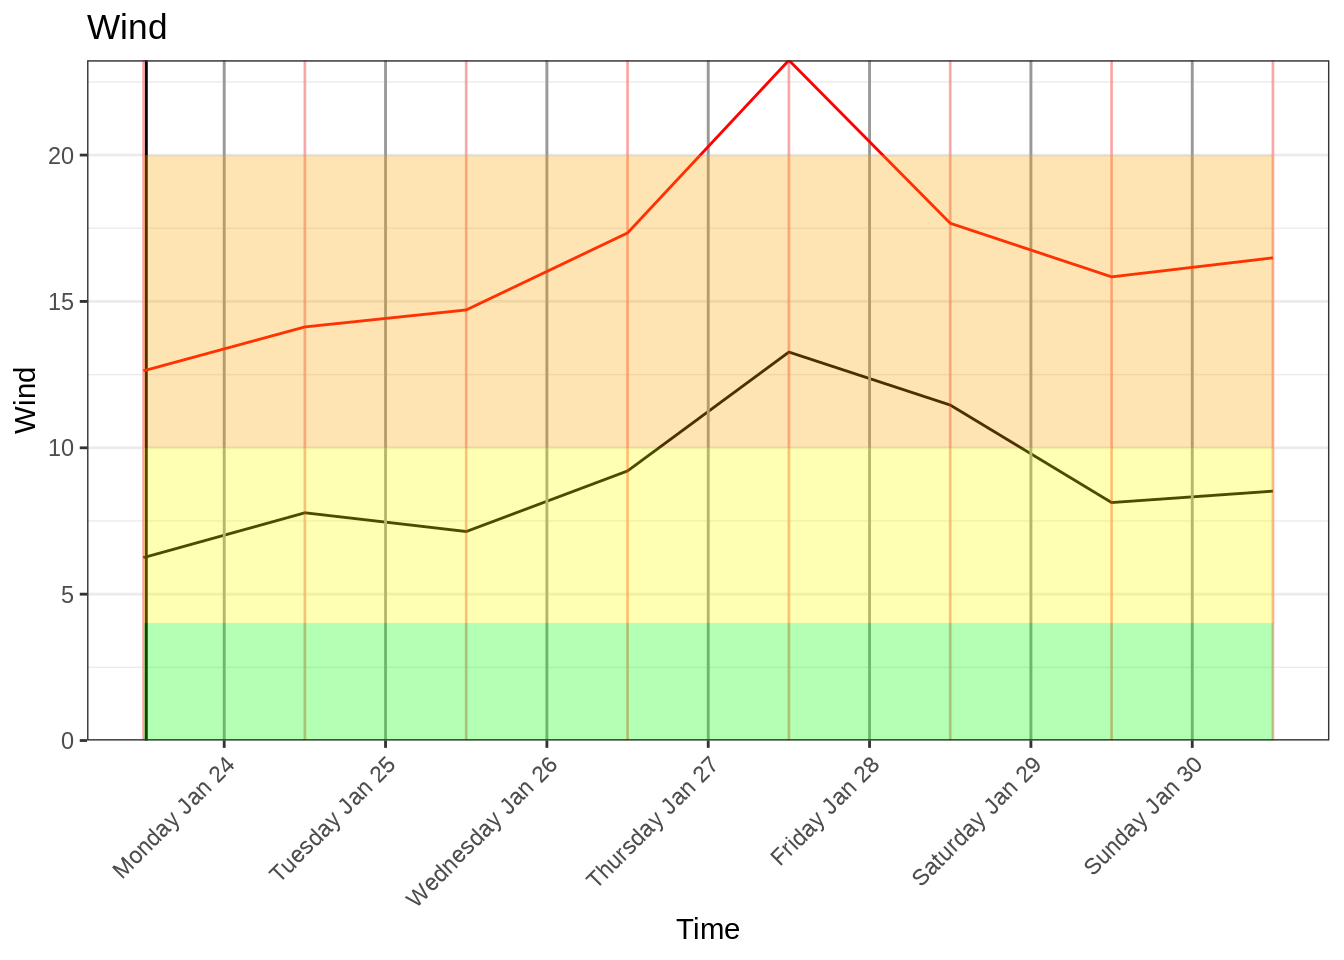 Wind
Wind
20
15
10
5
0
Monday Jan 24
Tuesday Jan 25
Wednesday Jan 26
Thursday Jan 27
Friday Jan 28
Saturday Jan 29
Sunday Jan 30
Time